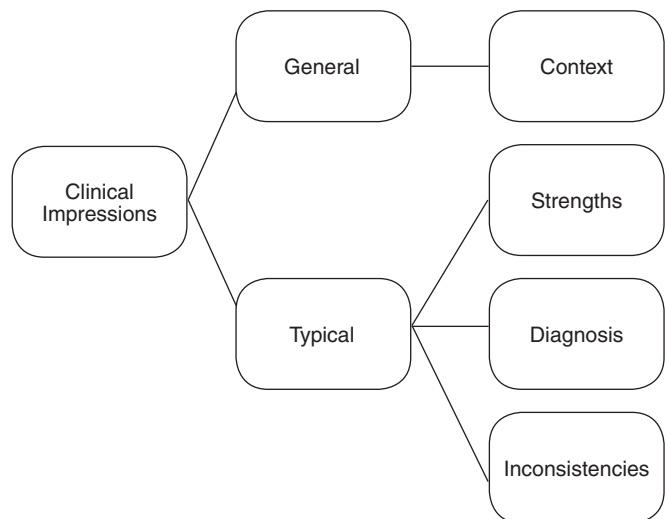 General
Context
Clinical
Impressions
Strengths
Typical
Diagnosis
Inconsistencies